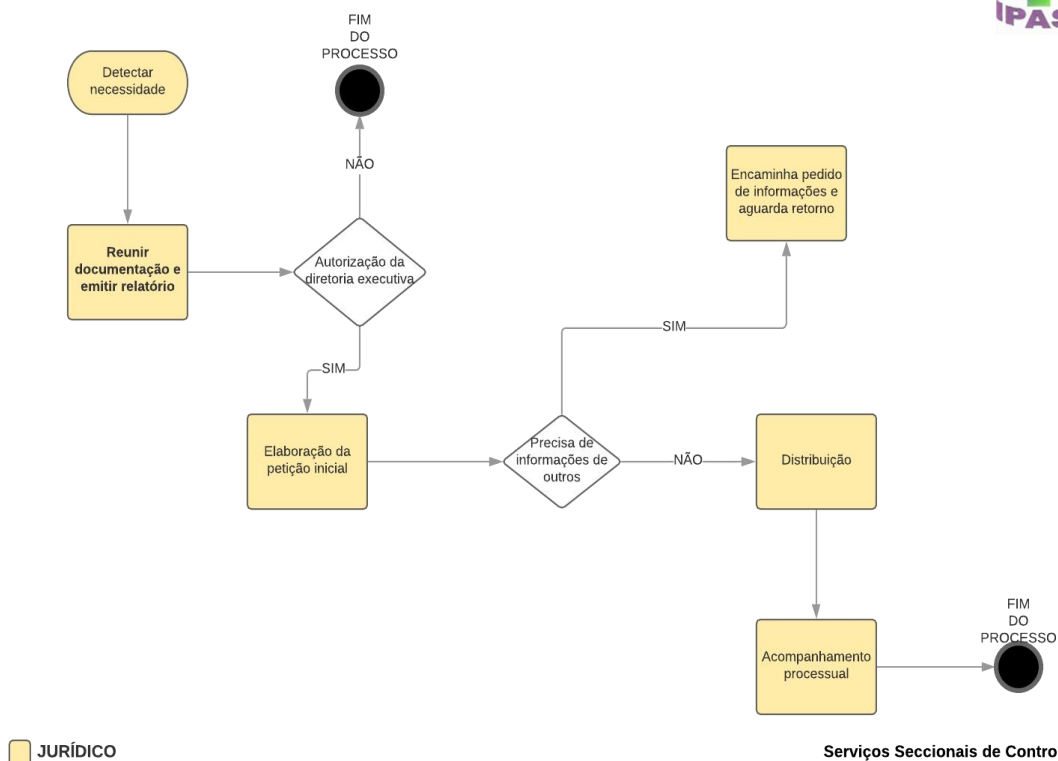 IPAS
FIM
DO
PROCESSO
Detectar
necessidade
NÃO
Encaminha pedido
de informações e
aguarda retorno
Reunir
documentação e
emitir relatório
Autorização da
diretoria executiva
SIM
SIM
Elaboração da
petição inicial
Precisa de
informações de
outros
NÃO
Distribuição
FIM
DO
PROCESSO
Acompanhamento
processual
JURÍDICO
Serviços Seccionais de Contro